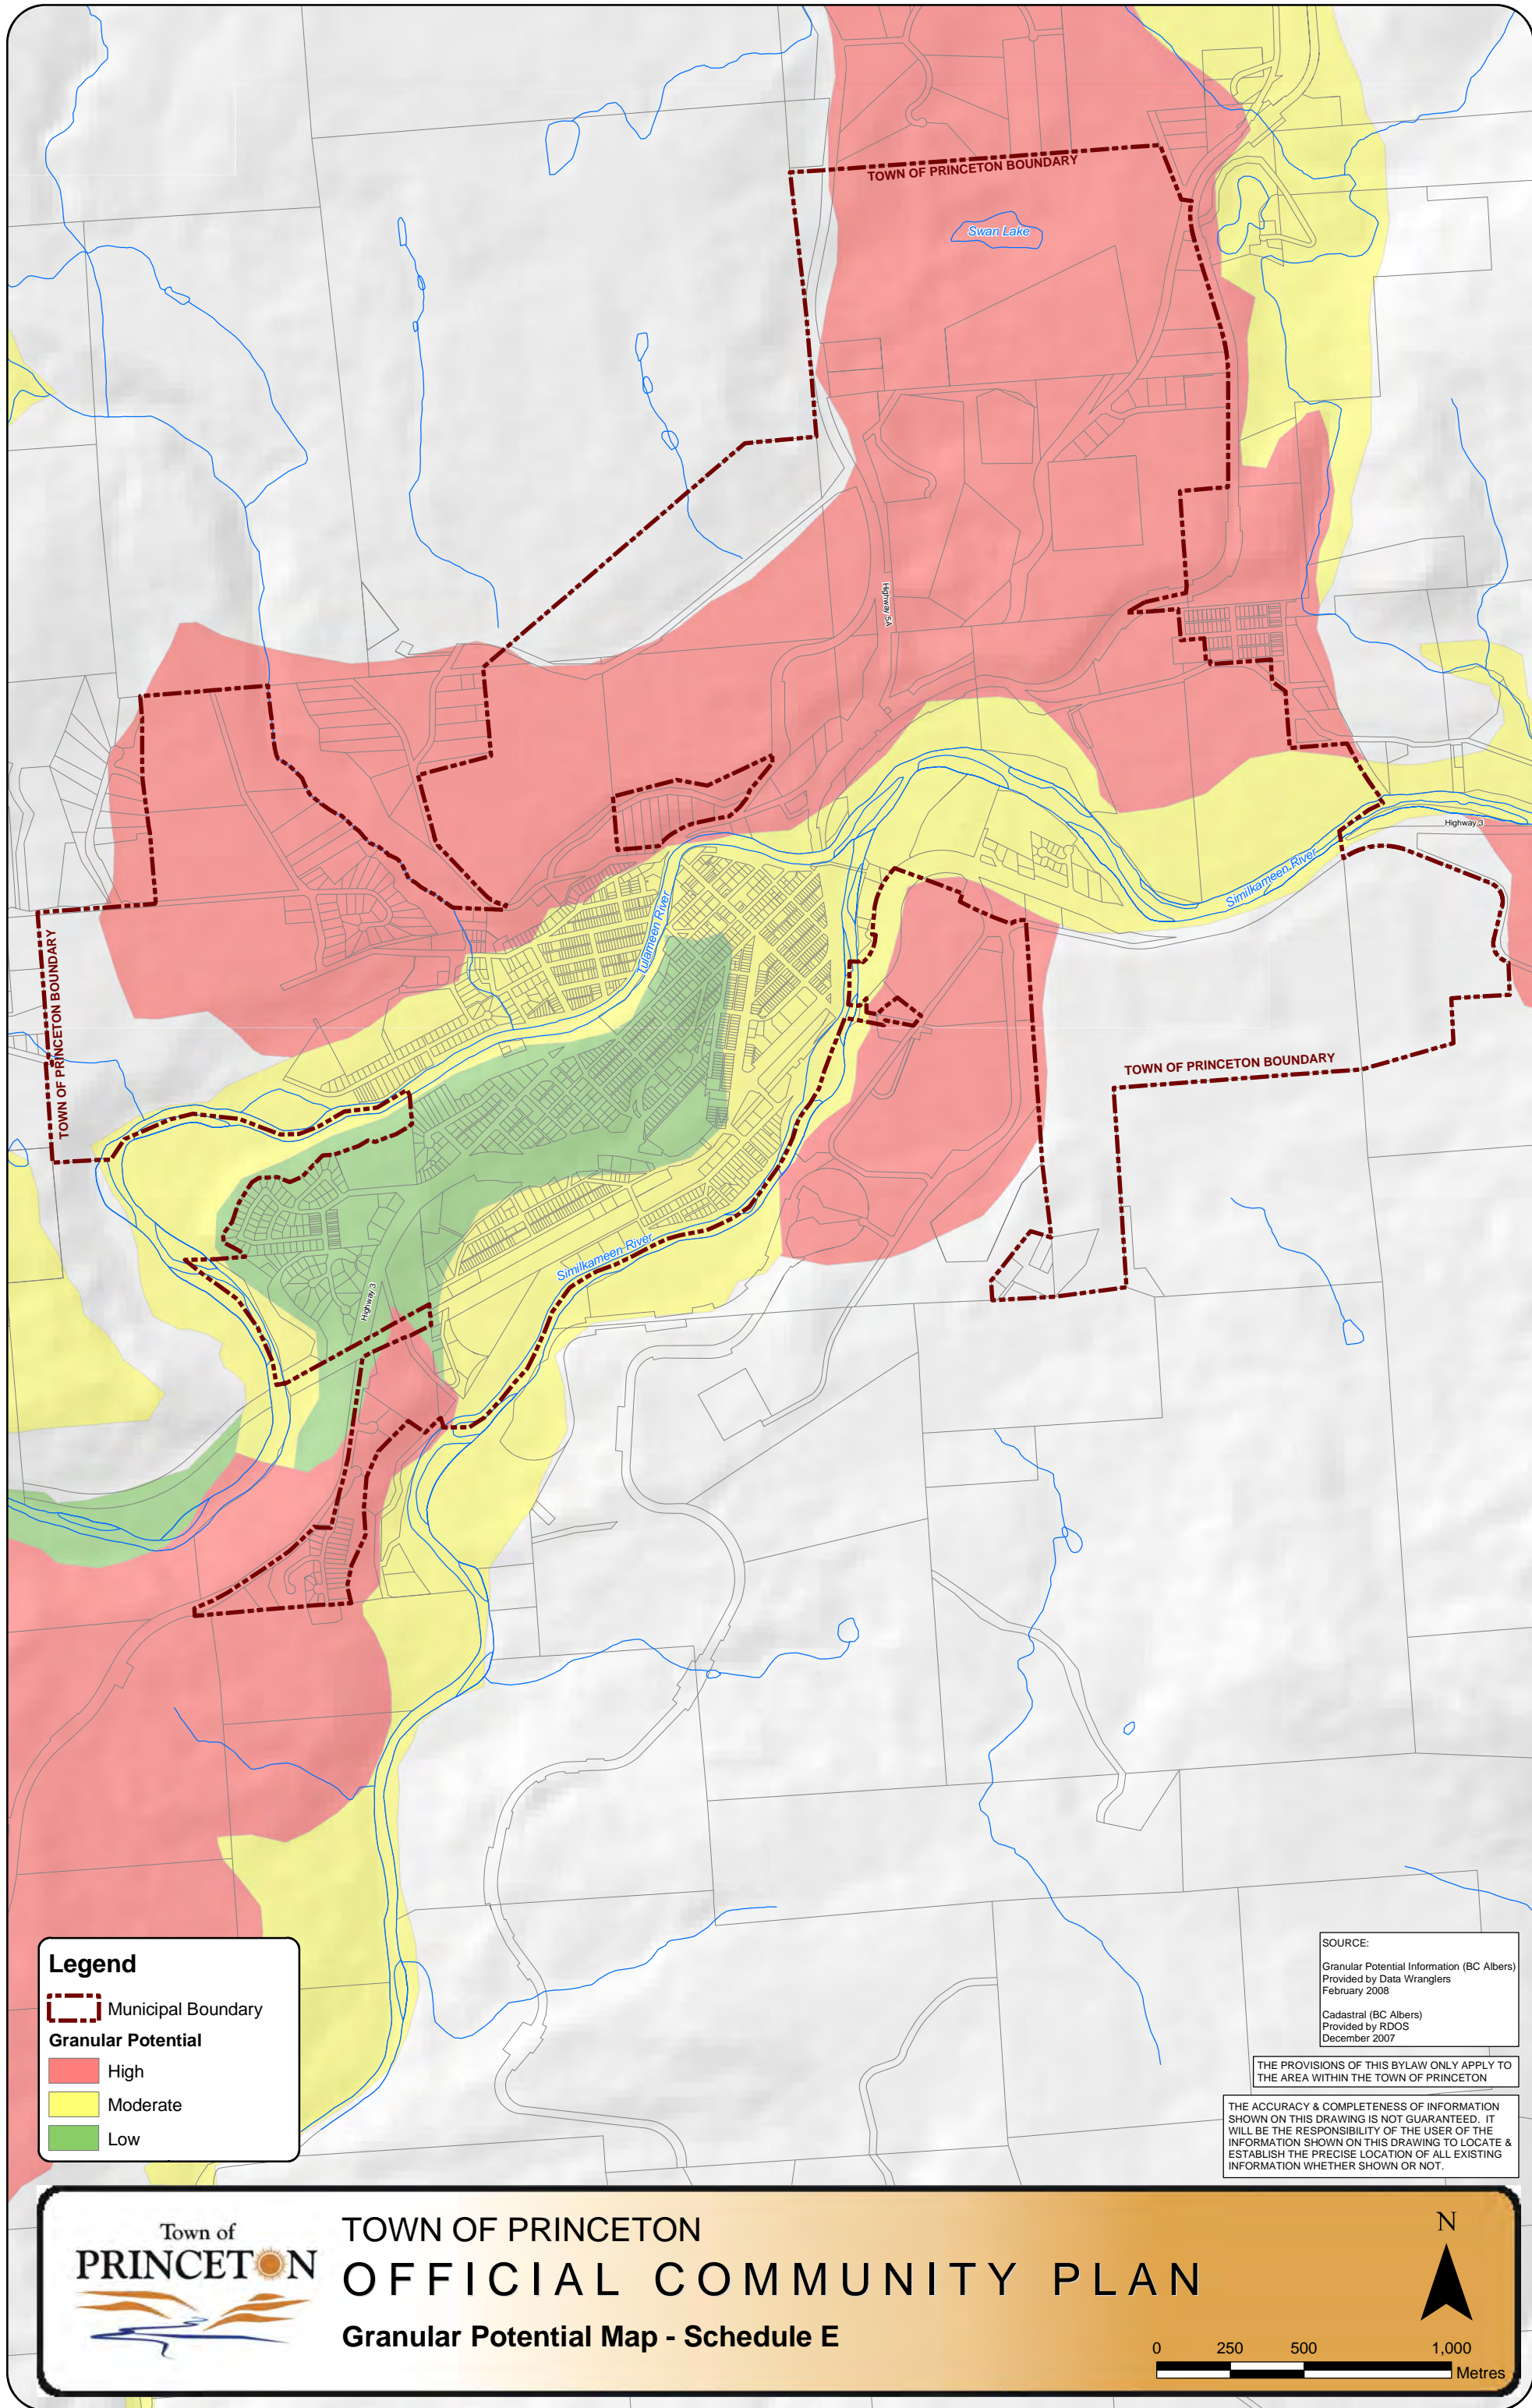 TOWN OF PRINCETON BOUNDARY
Swan Lake
Highway 5A
Highway 3
Similkameen River
Tulameen River
TOWN OF PRINCETON BOUNDARY
TOWN OF PRINCETON BOUNDARY
Similkameen River
Highway 3
Legend
Municipal Boundary
Granular Potential
High
Moderate
Low
SOURCE:
Granular Potential Information (BC Albers)
Provided by Data Wranglers
February 2008
Cadastral (BC Albers)
Provided by RDOS
December 2007
THE PROVISIONS OF THIS BYLAW ONLY APPLY TO
THE AREA WITHIN THE TOWN OF PRINCETON
THE ACCURACY & COMPLETENESS OF INFORMATION
SHOWN ON THIS DRAWING IS NOT GUARANTEED. IT
WILL BE THE RESPONSIBILITY OF THE USER OF THE
INFORMATION SHOWN ON THIS DRAWING TO LOCATE &
ESTABLISH THE PRECISE LOCATION OF ALL EXISTING
INFORMATION WHETHER SHOWN OR NOT.
Town of
PRINCETON
TOWN OF PRINCETON
OFFICIAL COMMUNITY PLAN
Granular Potential Map - Schedule E
N
0 250 500 1,000
Metres